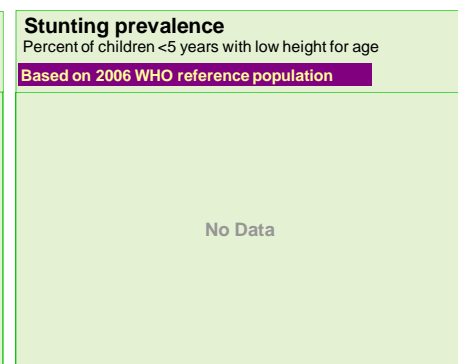 Stunting prevalence
Percent of children <5 years with low height for age
Based on 2006 WHO reference population
No Data